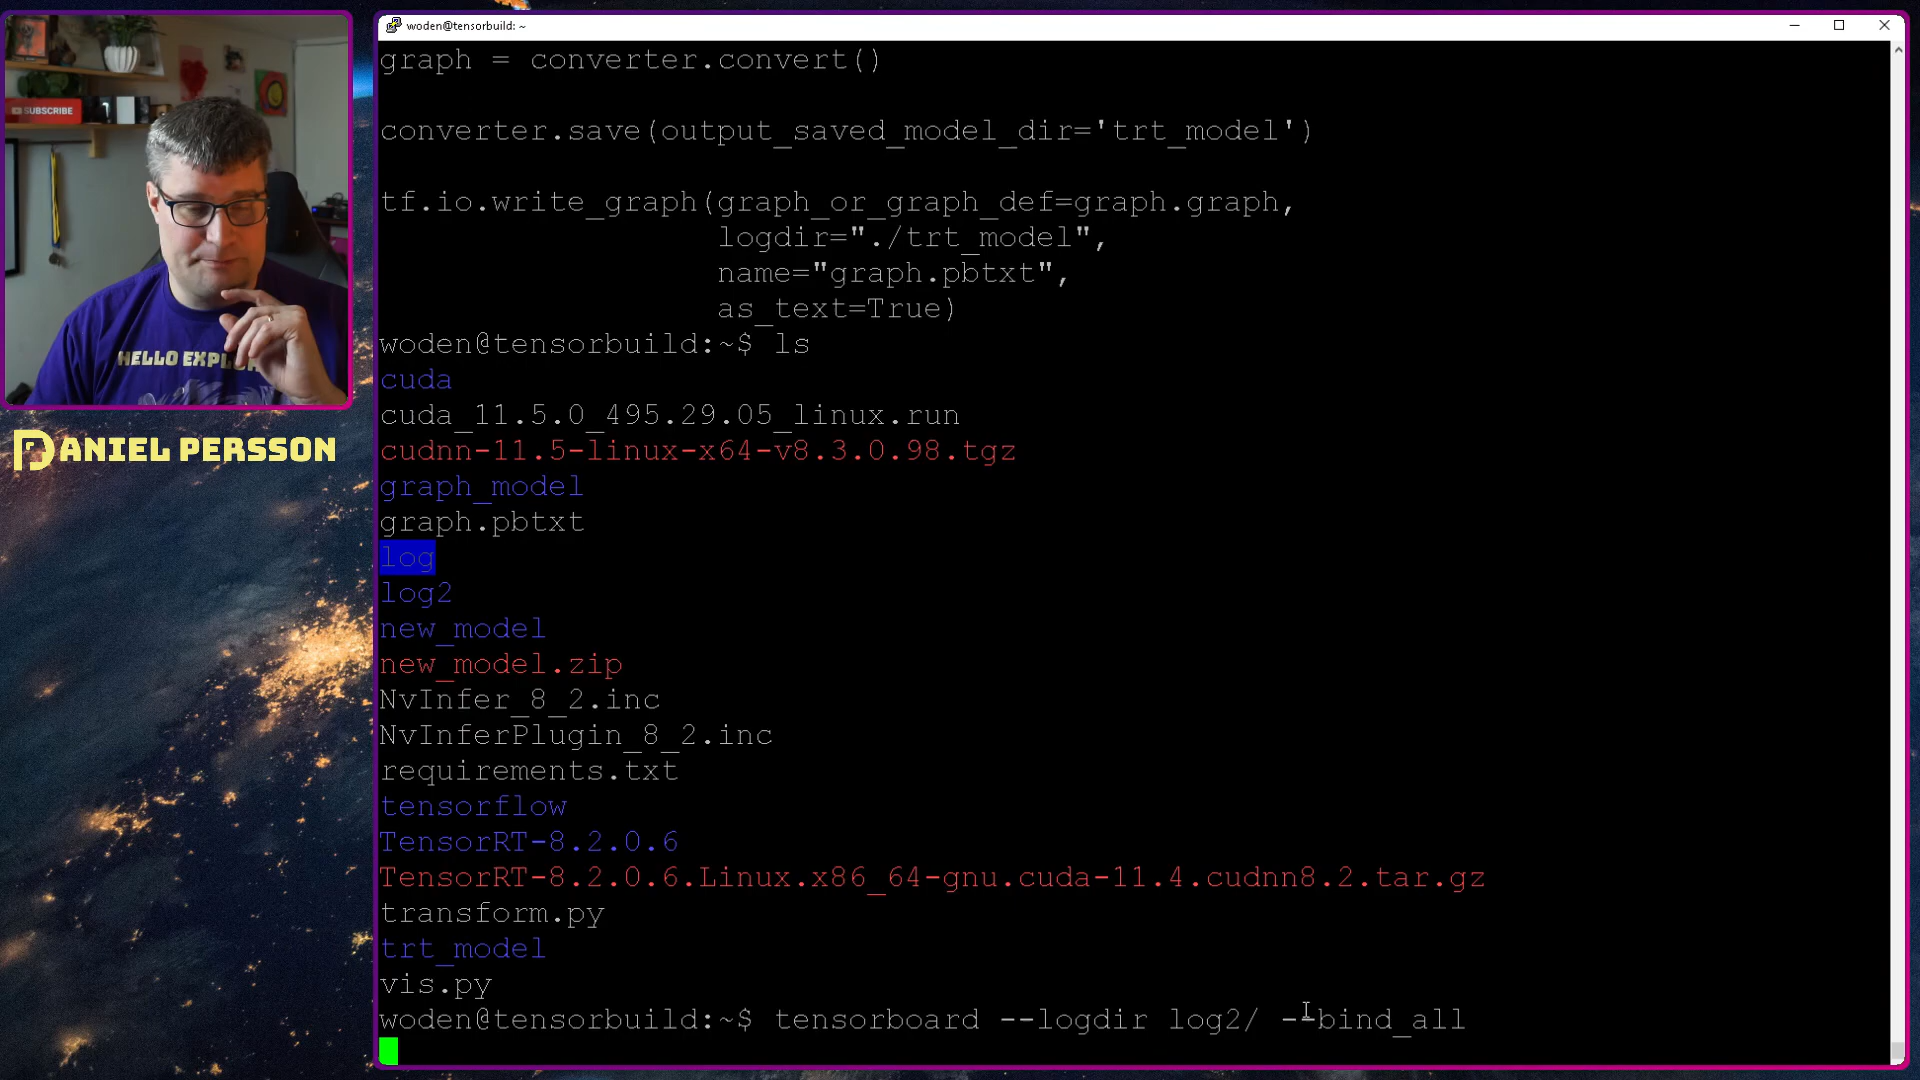 woden@tensorbuild: ~
graph = converter.convert()
converter.save(output_saved_model_dir='trt_model')
tf.io.write_graph(graph_or_graph_def=graph.graph,
logdir="./trt_model",
name="graph.pbtxt",
as_text=True)
woden@tensorbuild:~$ ls
cuda
cuda_11.5.0_495.29.05_linux.run
cudnn-11.5-linux-x64-v8.3.0.98.tgz
graph_model
graph.pbtxt
log
log2
new_model
new_model.zip
NvInfer_8_2.inc
NvInferPlugin_8_2.inc
requirements.txt
tensorflow
TensorRT-8.2.0.6
TensorRT-8.2.0.6.Linux.x86_64-gnu.cuda-11.4.cudnn8.2.tar.gz
transform.py
trt_model
vis.py
woden@tensorbuild:~$ tensorboard --logdir log2/ --bind_all
SUBSCRIBE
HELLO
DANIEL PERSSON